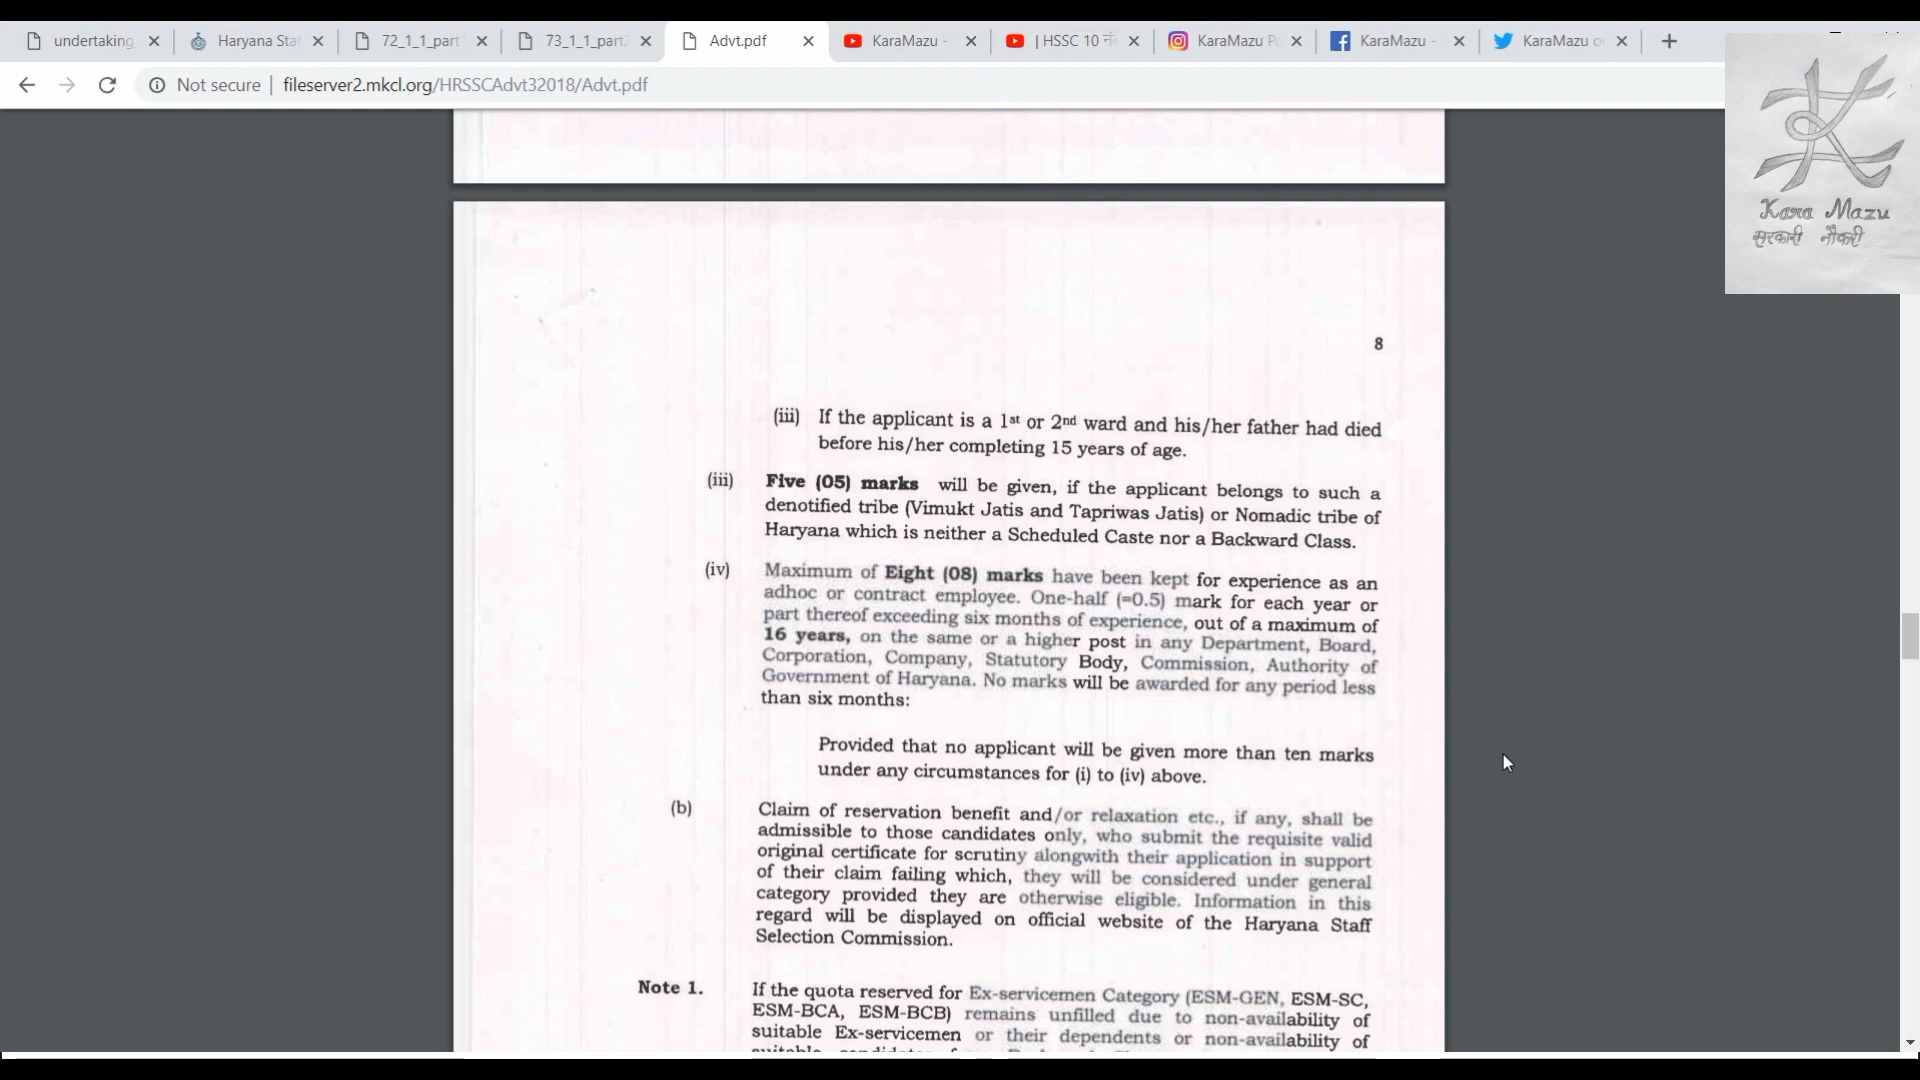 undertaking
Haryana Sta
72_1_1_part
73_1_1_part
Advt.pdf
KaraMazu -
| HSSC 10
KaraMazu P
KaraMazu -
KaraMazu o
Not secure | fileserver2.mkcl.org/HRSSCAdvt32018/Advt.pdf
Kara Mazu
सरकारी नौकरी
8
(iii) If the applicant is a 1st or 2nd ward and his/her father had died
before his/her completing 15 years of age.
(iii) Five (05) marks will be given, if the applicant belongs to such a
denotified tribe (Vimukt Jatis and Tapriwas Jatis) or Nomadic tribe of
Haryana which is neither a Scheduled Caste nor a Backward Class.
(iv) Maximum of Eight (08) marks have been kept for experience as an
adhoc or contract employee. One-half (=0.5) mark for each year or
part thereof exceeding six months of experience, out of a maximum of
16 years, on the same or a higher post in any Department, Board,
Corporation, Company, Statutory Body, Commission, Authority of
Government of Haryana. No marks will be awarded for any period less
than six months:
Provided that no applicant will be given more than ten marks
under any circumstances for (i) to (iv) above.
(b) Claim of reservation benefit and/or relaxation etc., if any, shall be
admissible to those candidates only, who submit the requisite valid
original certificate for scrutiny alongwith their application in support
of their claim failing which, they will be considered under general
category provided they are otherwise eligible. Information in this
regard will be displayed on official website of the Haryana Staff
Selection Commission.
Note 1. If the quota reserved for Ex-servicemen Category (ESM-GEN, ESM-SC,
ESM-BCA, ESM-BCB) remains unfilled due to non-availability of
suitable Ex-servicemen or their dependents or non-availability of